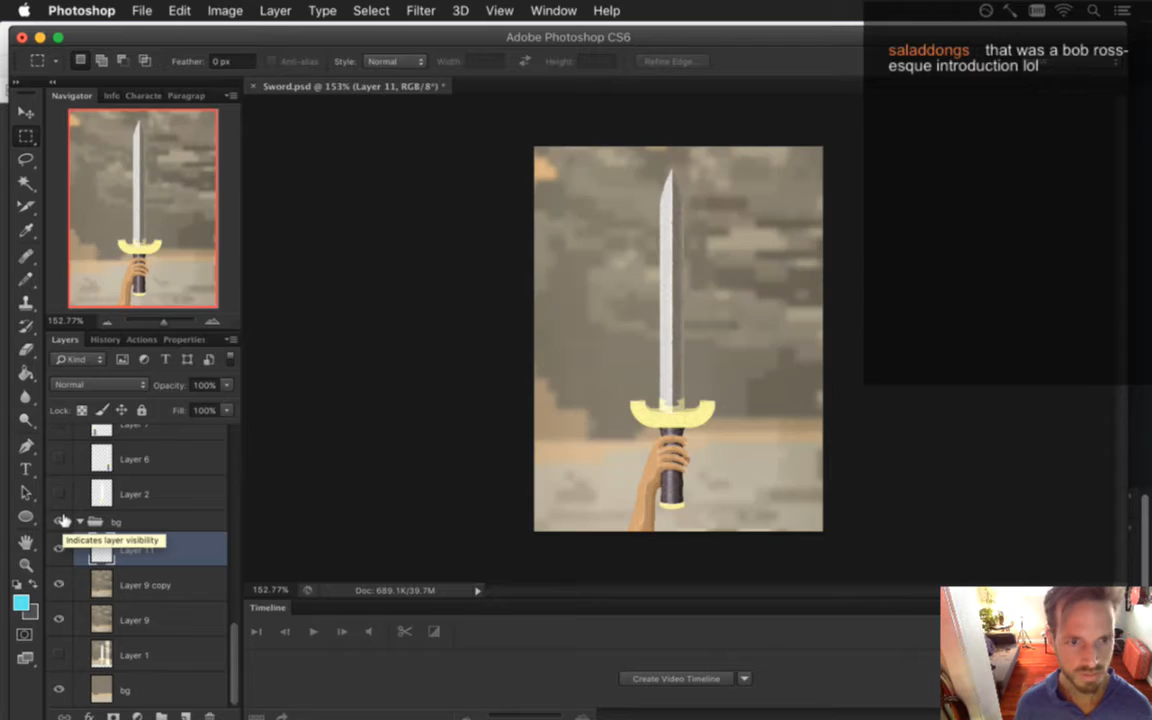 Photoshop File Edit Image Layer Type Select Filter 3D View Window Help
Adobe Photoshop CS6
saladdongs that was a bob ross-
esque introduction lol
Feather: 0 px Anti-alias Style: Normal Width: Height: Refine Edge...
Navigator Info Characte Paragrap
Sword.psd @ 153% (Layer 11, RGB/8*) *
152.77%
Layers History Actions Properties
Kind
Normal Opacity: 100%
Lock: Fill: 100%
Layer 6
Layer 2
bg
Indicates layer visibility
Layer 11
Layer 9 copy
Layer 9
Layer 1
bg
152.77% Doc: 689.1K/39.7M
Timeline
Create Video Timeline